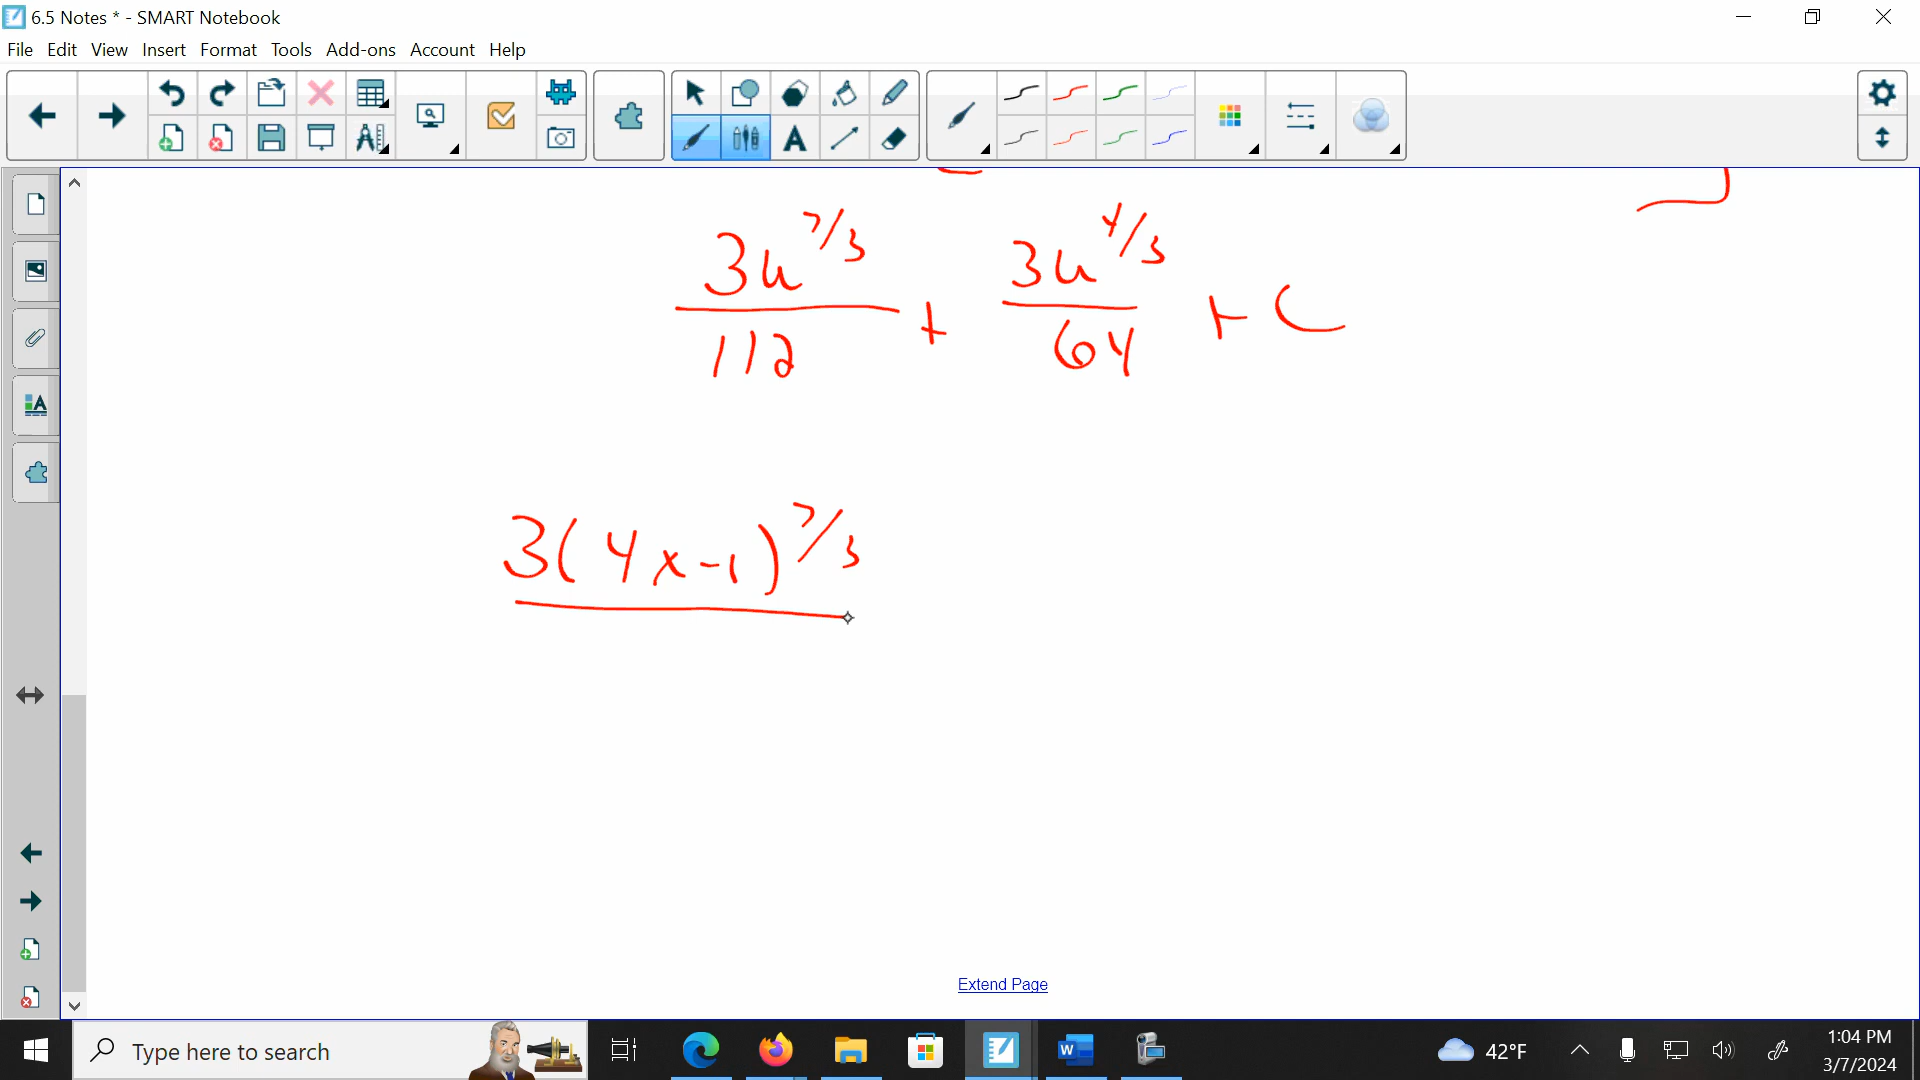 6.5 Notes * - SMART Notebook
File Edit View Insert Format Tools Add-ons Account Help
3u^7/3 / 112 + 3u^4/3 / 64 + C
3(4x-1)^7/3
Extend Page
Type here to search
42°F
1:04 PM
3/7/2024